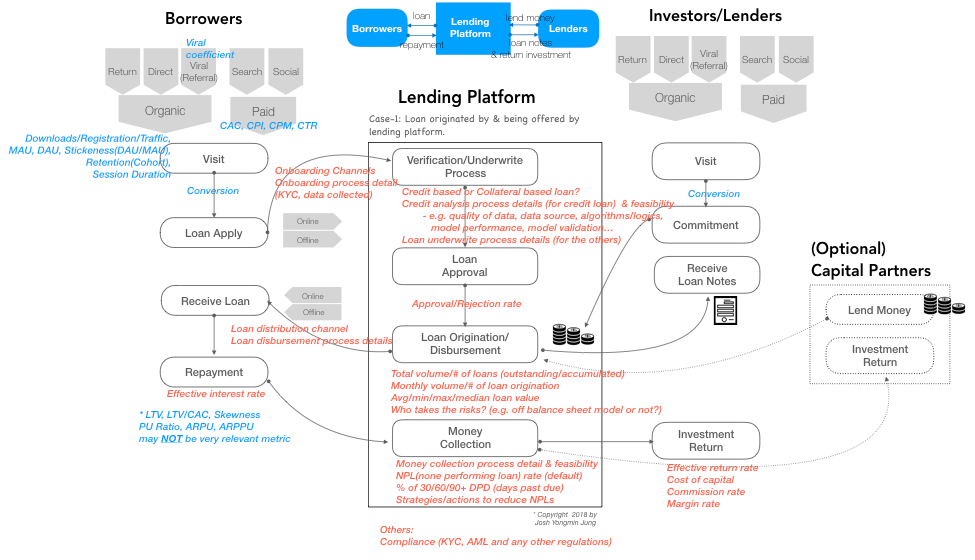 Borrowers
Investors/Lenders
Borrowers
loan
repayment
Lending
Platform
lend money
loan notes
& return investment
Lenders
Viral
coefficient
Return
Direct
Viral
(Referral)
Search
Social
Organic
Paid
CAC, CPI, CPM, CTR
Return
Direct
Viral
(Referral)
Search
Social
Organic
Paid
Lending Platform
Case-1: Loan originated by & being offered by
lending platform.
Downloads/Registration/Traffic,
MAU, DAU, Stickeness(DAU/MAU),
Retention(Cohort),
Session Duration
Visit
Conversion
Loan Apply
Online
Offline
Onboarding Channels
Onboarding process detail
(KYC, data collected)
Verification/Underwrite
Process
Credit based or Collateral based loan?
Credit analysis process details (for credit loan) & feasibility
- e.g. quality of data, data source, algorithms/logics,
model performance, model validation...
Loan underwrite process details (for the others)
Loan
Approval
Approval/Rejection rate
Visit
Conversion
Commitment
Receive
Loan Notes
(Optional)
Capital Partners
Lend Money
Investment
Return
Receive Loan
Online
Offline
Loan distribution channel
Loan disbursement process details
Loan Origination/
Disbursement
Total volume/# of loans (outstanding/accumulated)
Monthly volume/# of loan origination
Avg/min/max/median loan value
Who takes the risks? (e.g. off balance sheet model or not?)
Repayment
Effective interest rate
* LTV, LTV/CAC, Skewness
PU Ratio, ARPU, ARPPU
may NOT be very relevant metric
Money
Collection
Money collection process detail & feasibility
NPL(none performing loan) rate (default)
% of 30/60/90+ DPD (days past due)
Strategies/actions to reduce NPLs
Investment
Return
Effective return rate
Cost of capital
Commission rate
Margin rate
* Copyright 2018 by
Josh Yongmin Jung
Others:
Compliance (KYC, AML and any other regulations)